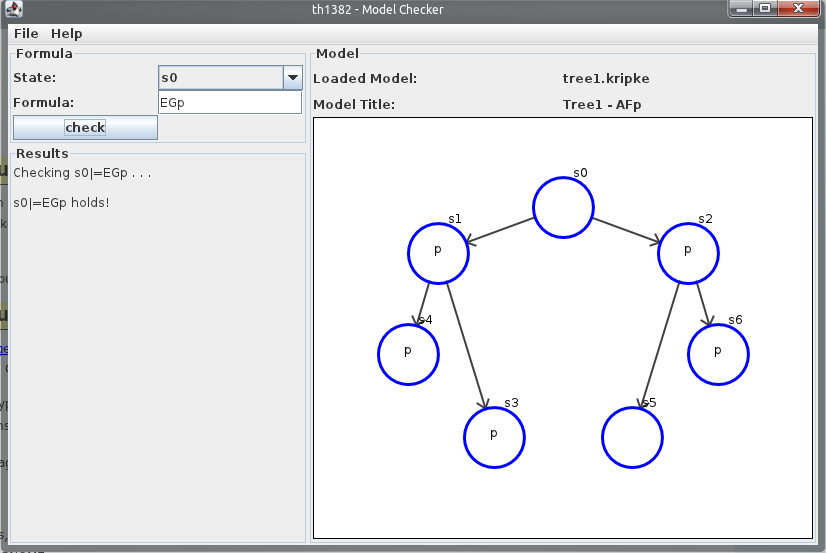 th1382 - Model Checker
File Help
Formula
State: s0
Formula: EGp
check
Results
Checking s0|=EGp . . .
s0|=EGp holds!
Model
Loaded Model: tree1.kripke
Model Title: Tree1 - AFp
s0
s1
s2
p
p
s4
s6
p
p
s3
s5
p